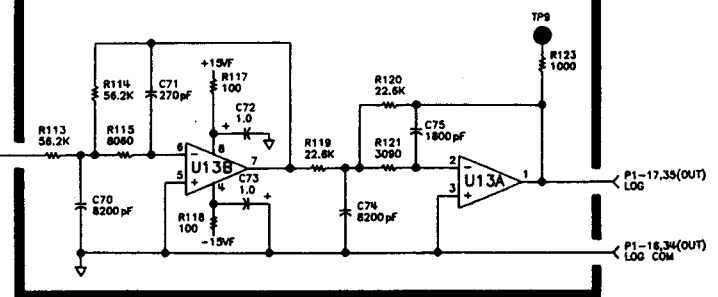 TP9
R123
1000
+15VF
R117
100
R114
56.2K
C71
270pF
C72
1.0
+
R120
22.6K
R113
56.2K
R115
8060
C75
1800pF
R119
22.6K
R121
3090
6
-
8
U13B
7
5
+
4
C73
1.0
+
2
-
U13A
1
3
+
P1-17,35(OUT)
LOG
C70
8200pF
R118
100
-15VF
C74
8200pF
P1-16,34(OUT)
LOG COM